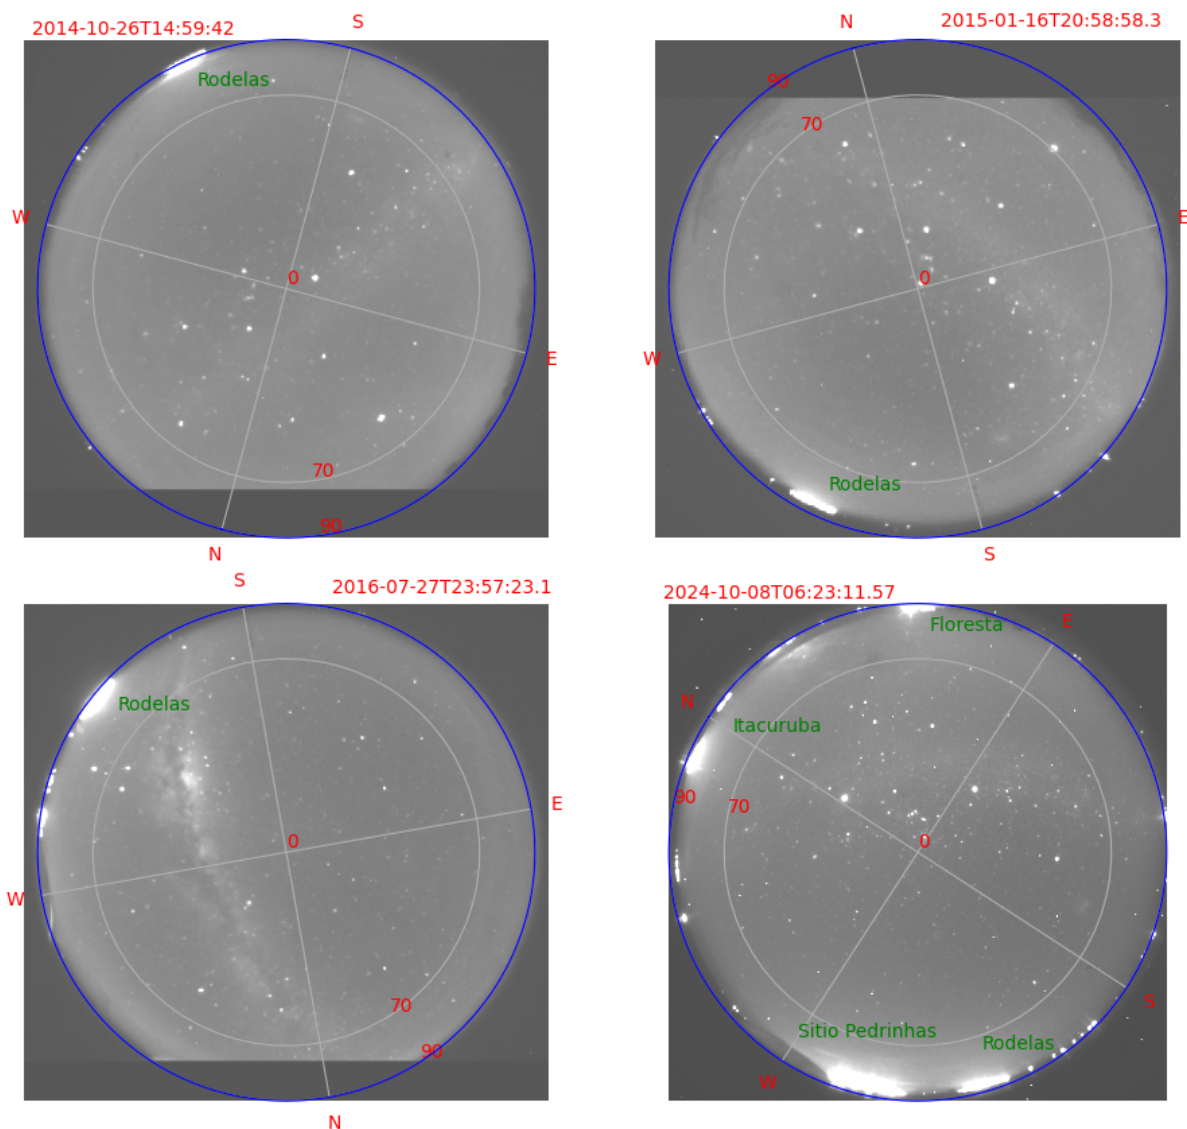 2014-10-26T14:59:42
S
Rodelas
W
0
E
70
90
N
N
2015-01-16T20:58:58.3
90
70
E
0
W
Rodelas
S
S
2016-07-27T23:57:23.1
Rodelas
E
0
W
70
90
N
2024-10-08T06:23:11.57
Floresta
E
N
Itacuruba
90
70
0
S
Sitio Pedrinhas
Rodelas
W